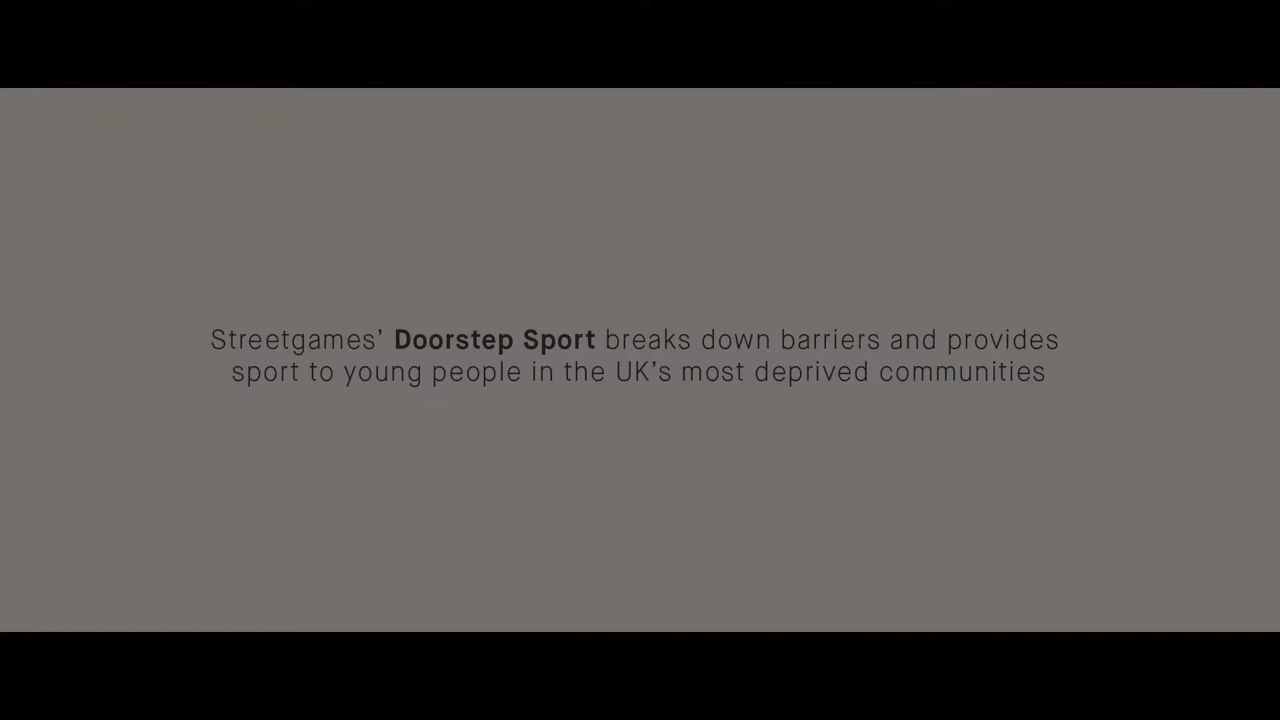 Streetgames’ Doorstep Sport breaks down barriers and provides
sport to young people in the UK’s most deprived communities